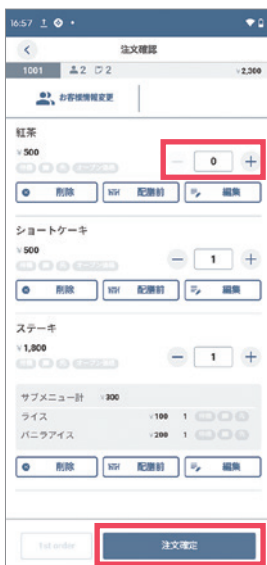 16:57
注文確認
1001 2 2 ¥2,300
お客様情報変更
紅茶
¥500
0
削除 配膳前 編集
ショートケーキ
¥500
1
削除 配膳前 編集
ステーキ
¥1,800
1
サブメニュー計 ¥300
ライス ¥100 1
バニラアイス ¥200 1
削除 配膳前 編集
1st order 注文確定